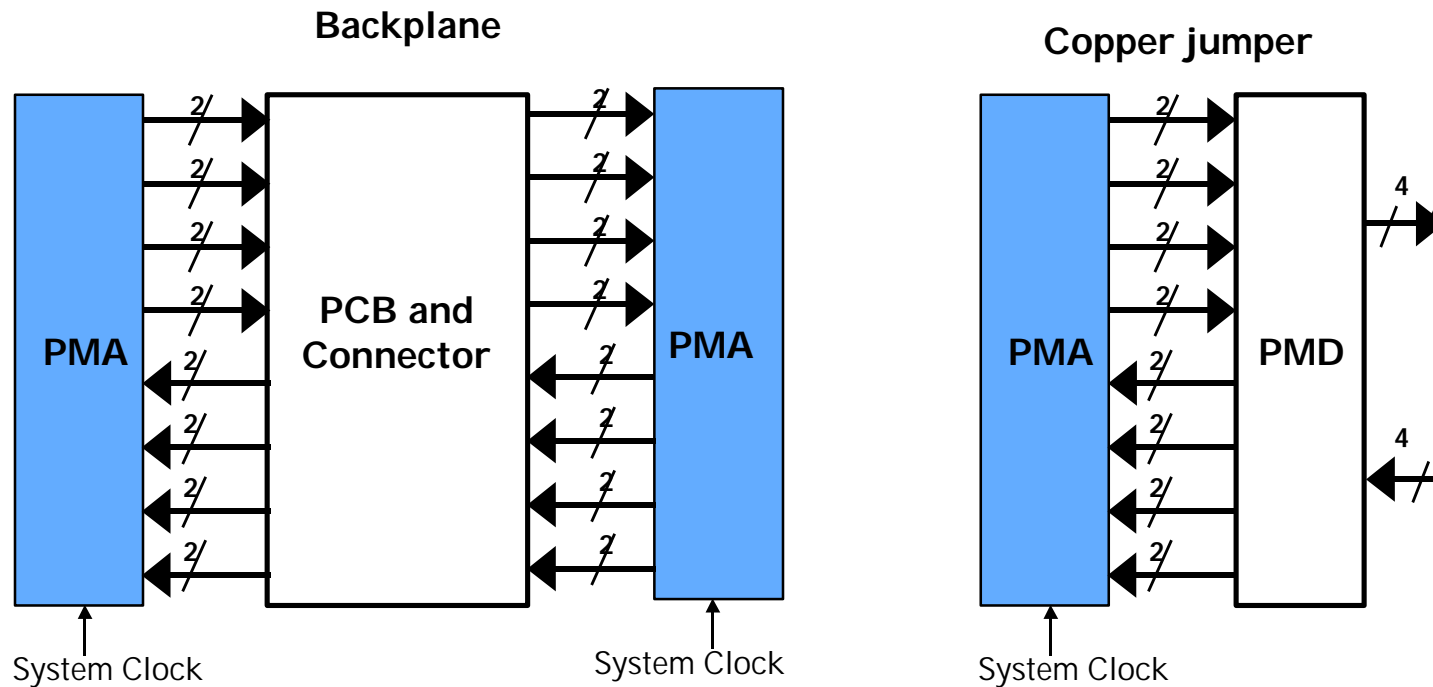 Backplane
Copper jumper
2 2 2
2 2 2 4
2 2 2
2 2 2
PMA
PCB and
Connector
PMA
PMA
PMD
2 2 2
2 2 2 4
2 2 2
2 2 2
System Clock
System Clock
System Clock